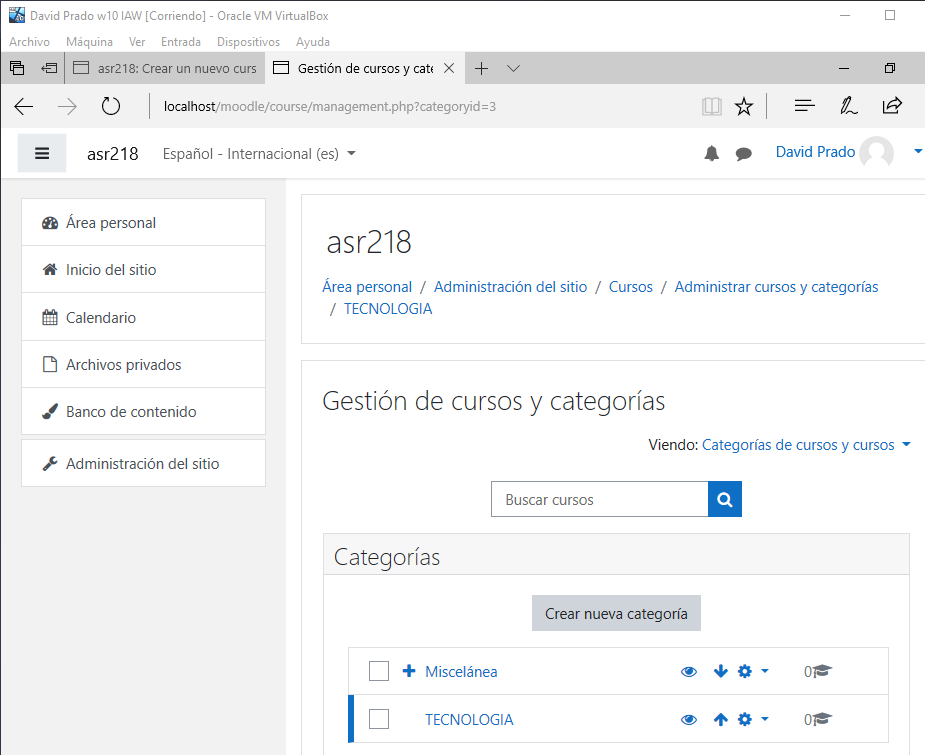 David Prado w10 IAW [Corriendo] - Oracle VM VirtualBox
Archivo Máquina Ver Entrada Dispositivos Ayuda
asr218: Crear un nuevo curs Gestión de cursos y cate
localhost/moodle/course/management.php?categoryid=3
asr218 Español - Internacional (es) David Prado
Área personal
Inicio del sitio
Calendario
Archivos privados
Banco de contenido
Administración del sitio
asr218
Área personal / Administración del sitio / Cursos / Administrar cursos y categorías
/ TECNOLOGIA
Gestión de cursos y categorías
Viendo: Categorías de cursos y cursos
Buscar cursos
Categorías
Crear nueva categoría
Miscelánea 0
TECNOLOGIA 0